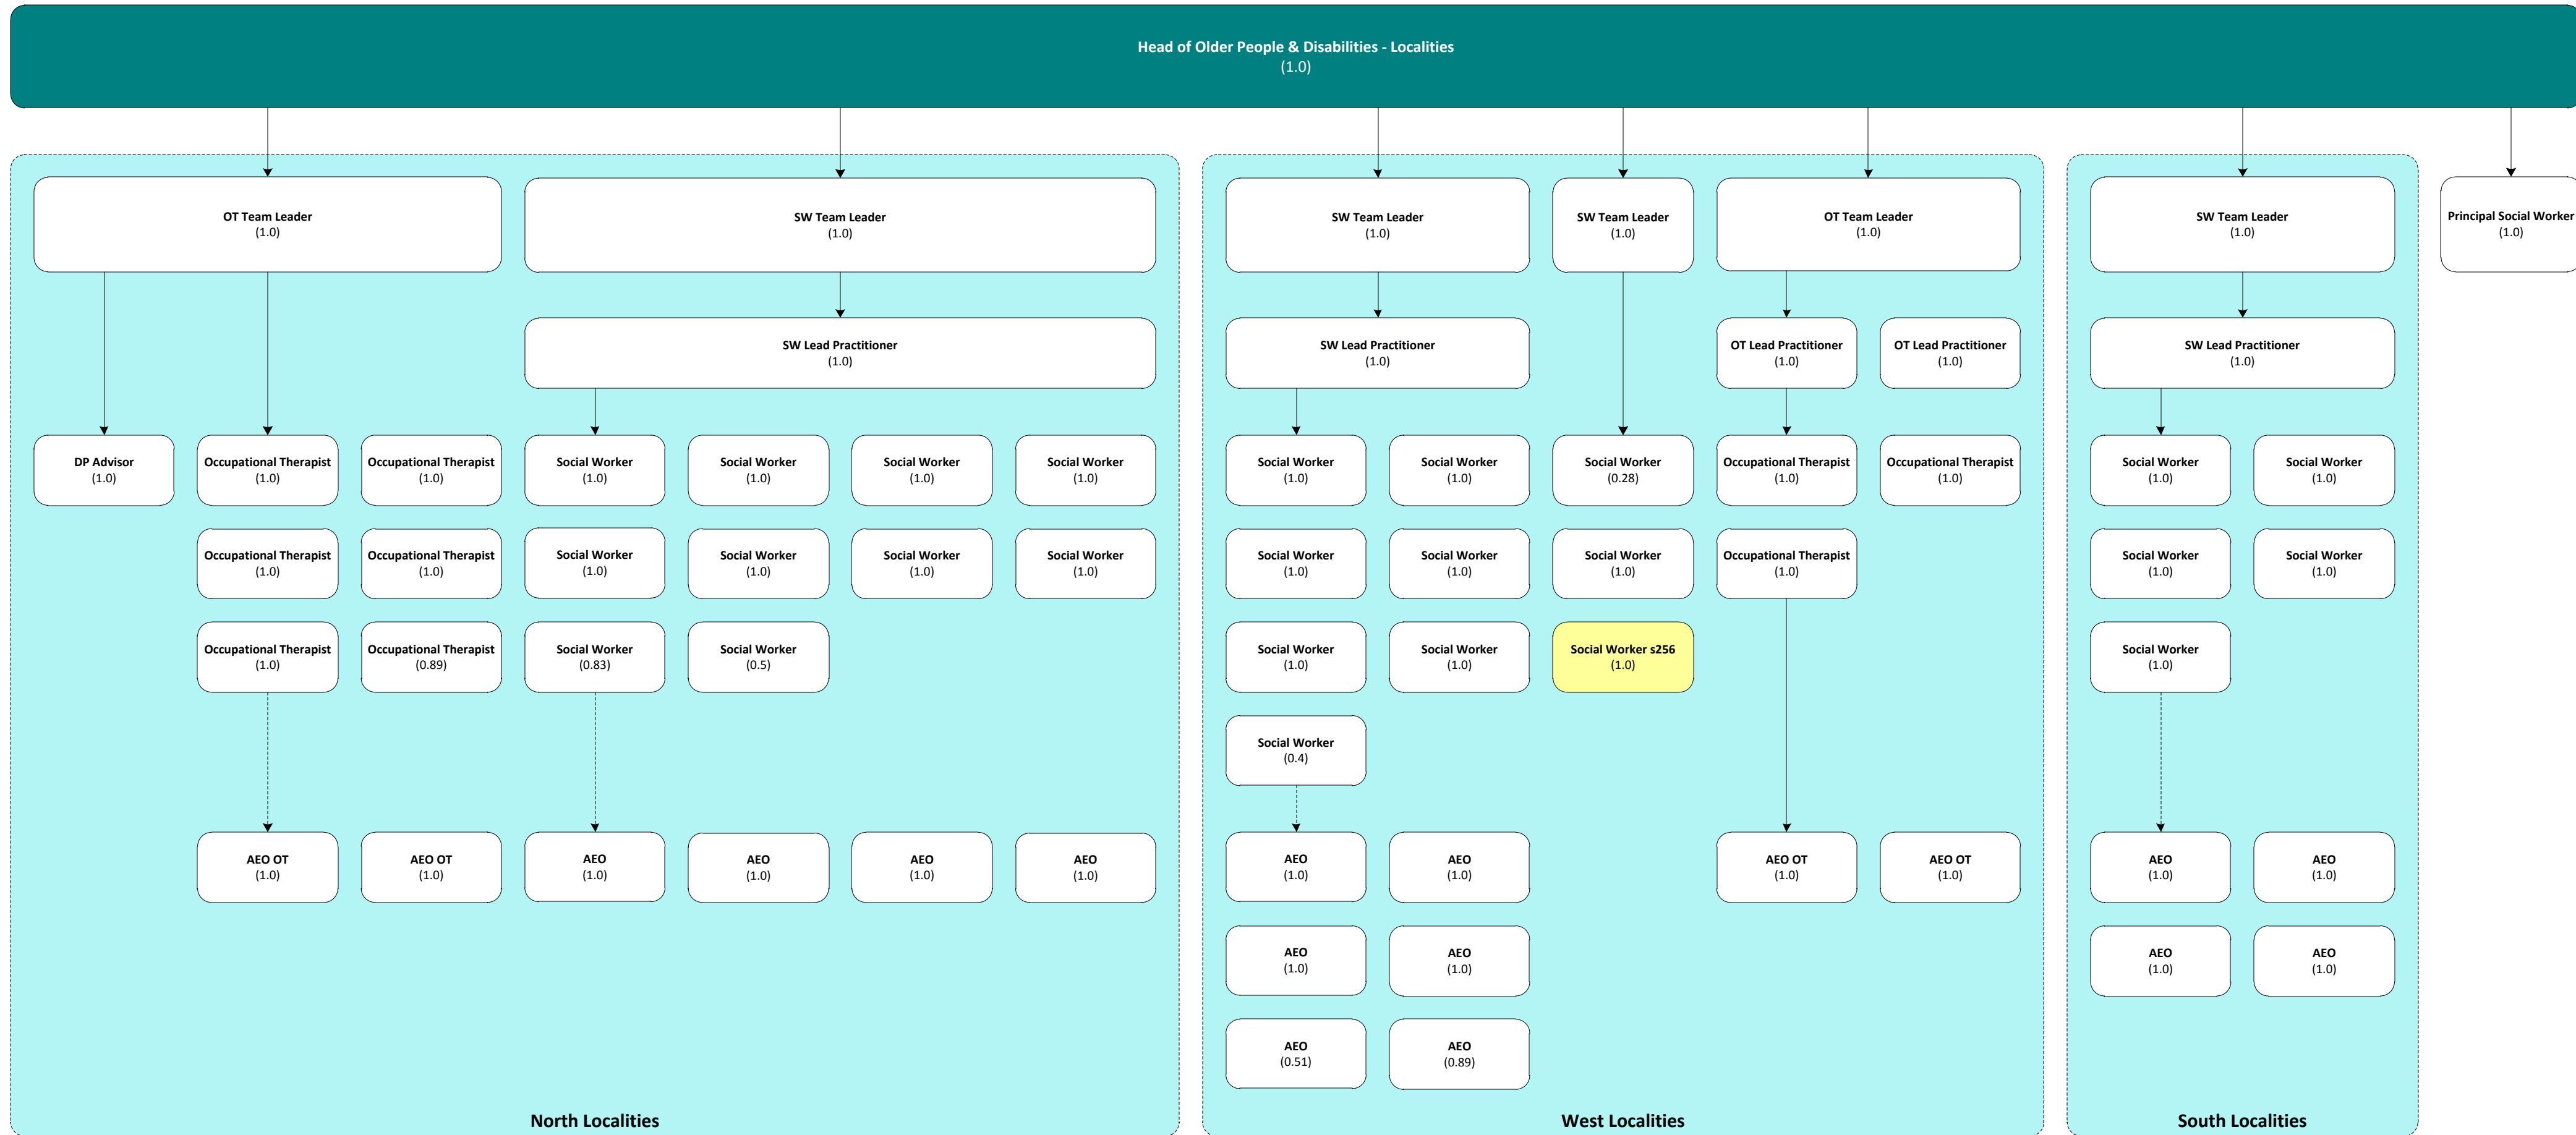 Head of Older People & Disabilities - Localities
(1.0)
OT Team Leader
(1.0)
SW Team Leader
(1.0)
SW Team Leader
(1.0)
SW Team Leader
(1.0)
OT Team Leader
(1.0)
SW Team Leader
(1.0)
Principal Social Worker
(1.0)
SW Lead Practitioner
(1.0)
SW Lead Practitioner
(1.0)
OT Lead Practitioner
(1.0)
OT Lead Practitioner
(1.0)
SW Lead Practitioner
(1.0)
DP Advisor
(1.0)
Occupational Therapist
(1.0)
Occupational Therapist
(1.0)
Social Worker
(1.0)
Social Worker
(1.0)
Social Worker
(1.0)
Social Worker
(1.0)
Social Worker
(1.0)
Social Worker
(1.0)
Social Worker
(0.28)
Occupational Therapist
(1.0)
Occupational Therapist
(1.0)
Social Worker
(1.0)
Social Worker
(1.0)
Occupational Therapist
(1.0)
Occupational Therapist
(1.0)
Social Worker
(1.0)
Social Worker
(1.0)
Social Worker
(1.0)
Social Worker
(1.0)
Social Worker
(1.0)
Social Worker
(1.0)
Social Worker
(1.0)
Occupational Therapist
(1.0)
Social Worker
(1.0)
Social Worker
(1.0)
Occupational Therapist
(1.0)
Occupational Therapist
(0.89)
Social Worker
(0.83)
Social Worker
(0.5)
Social Worker
(1.0)
Social Worker
(1.0)
Social Worker s256
(1.0)
Social Worker
(1.0)
Social Worker
(0.4)
AEO OT
(1.0)
AEO OT
(1.0)
AEO
(1.0)
AEO
(1.0)
AEO
(1.0)
AEO
(1.0)
AEO
(1.0)
AEO
(1.0)
AEO OT
(1.0)
AEO OT
(1.0)
AEO
(1.0)
AEO
(1.0)
AEO
(1.0)
AEO
(1.0)
AEO
(1.0)
AEO
(1.0)
AEO
(0.51)
AEO
(0.89)
North Localities
West Localities
South Localities